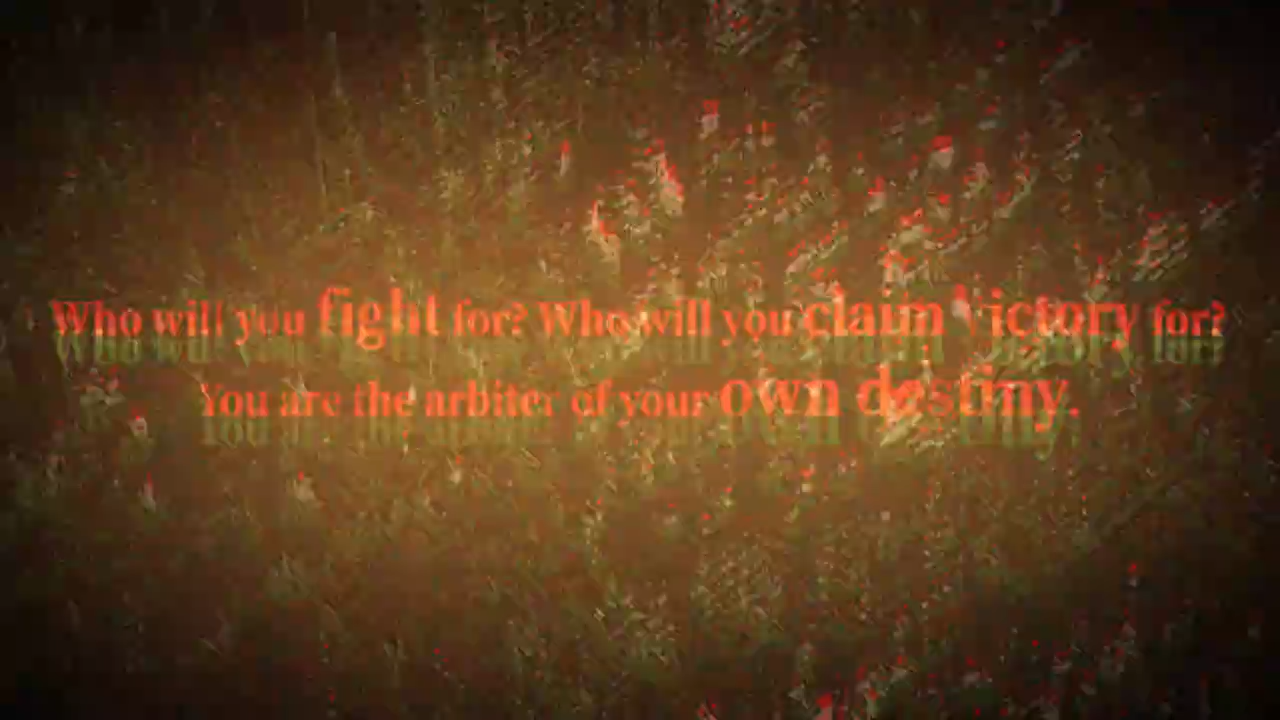 Who will you fight for? Who will you claim victory for?
You are the arbiter of your own destiny.